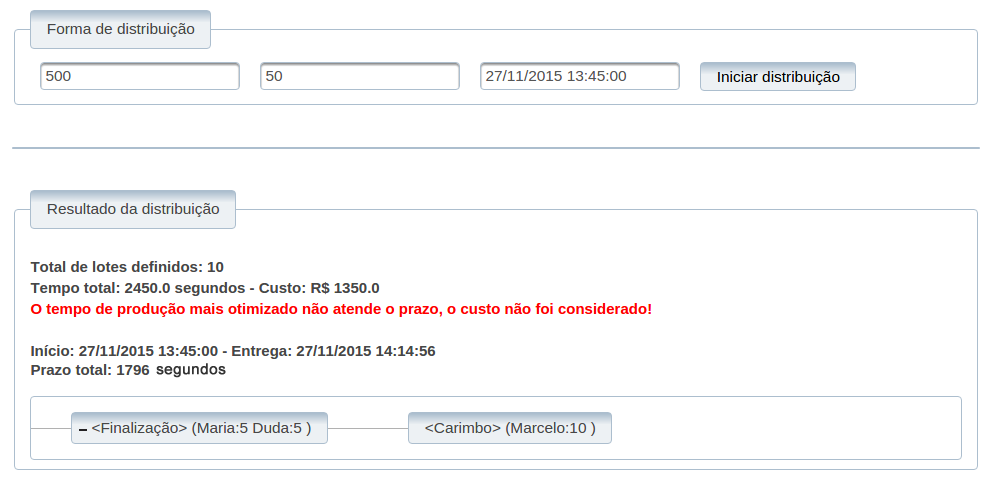 Forma de distribuição
500 50 27/11/2015 13:45:00 Iniciar distribuição
Resultado da distribuição
Total de lotes definidos: 10
Tempo total: 2450.0 segundos - Custo: R$ 1350.0
O tempo de produção mais otimizado não atende o prazo, o custo não foi considerado!
Início: 27/11/2015 13:45:00 - Entrega: 27/11/2015 14:14:56
Prazo total: 1796 segundos
– <Finalização> (Maria:5 Duda:5 ) <Carimbo> (Marcelo:10 )